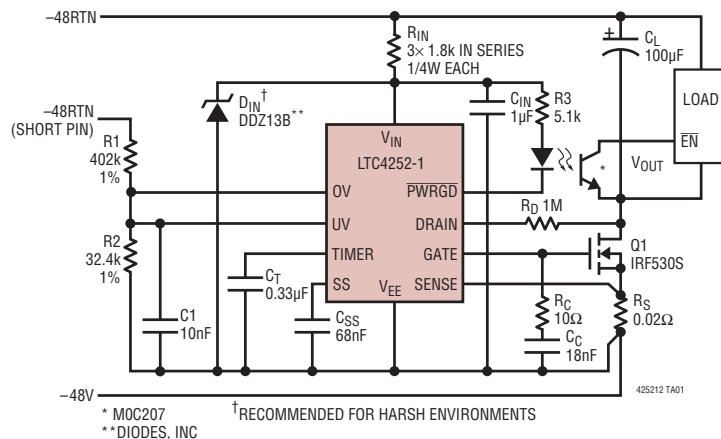 −48RTN
RIN
3× 1.8k IN SERIES
1/4W EACH
+
CL
100µF
LOAD
EN
−48RTN
(SHORT PIN)
DIN†
DDZ13B**
CIN
1µF
R3
5.1k
R1
402k
1%
VIN
LTC4252-1
*
VOUT
OV
PWRGD
UV
DRAIN
RD 1M
R2
32.4k
1%
TIMER
GATE
Q1
IRF530S
CT
0.33µF
SS
VEE
SENSE
C1
10nF
CSS
68nF
RC
10Ω
CC
18nF
RS
0.02Ω
−48V
425212 TA01
* M0C207
**DIODES, INC
†RECOMMENDED FOR HARSH ENVIRONMENTS